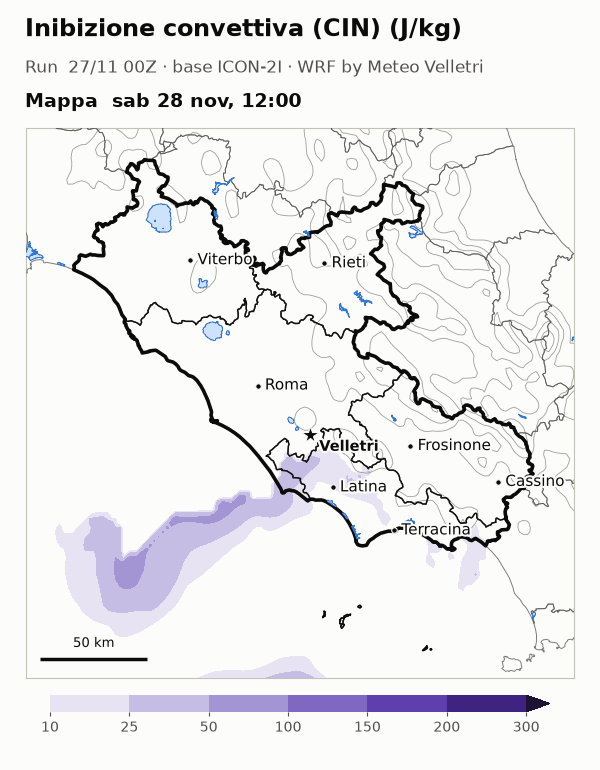 Inibizione convettiva (CIN) (J/kg)
Run  27/11 00Z · base ICON-2I · WRF by Meteo Velletri
Mappa  sab 28 nov, 12:00
Viterbo
Rieti
Roma
Velletri
Frosinone
Cassino
Latina
Terracina
50 km
10 25 50 100 150 200 300